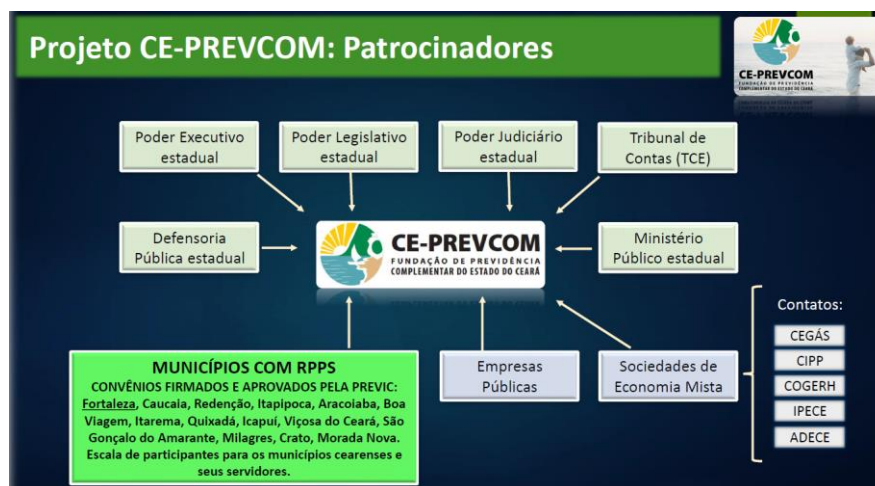 Projeto CE-PREVCOM: Patrocinadores
CE-PREVCOM
FUNDAÇÃO DE PREVIDÊNCIA
COMPLEMENTAR DO ESTADO DO CEARÁ
Poder Executivo
estadual
Poder Legislativo
estadual
Poder Judiciário
estadual
Tribunal de
Contas (TCE)
Defensoria
Pública estadual
CE-PREVCOM
FUNDAÇÃO DE PREVIDÊNCIA
COMPLEMENTAR DO ESTADO DO CEARÁ
Ministério
Público estadual
MUNICÍPIOS COM RPPS
CONVÊNIOS FIRMADOS E APROVADOS PELA PREVIC:
Fortaleza, Caucaia, Redenção, Itapipoca, Aracoiaba, Boa
Viagem, Itarema, Quixadá, Icapuí, Viçosa do Ceará, São
Gonçalo do Amarante, Milagres, Crato, Morada Nova.
Escala de participantes para os municípios cearenses e
seus servidores.
Empresas
Públicas
Sociedades de
Economia Mista
Contatos:
CEGÁS
CIPP
COGERH
IPECE
ADECE